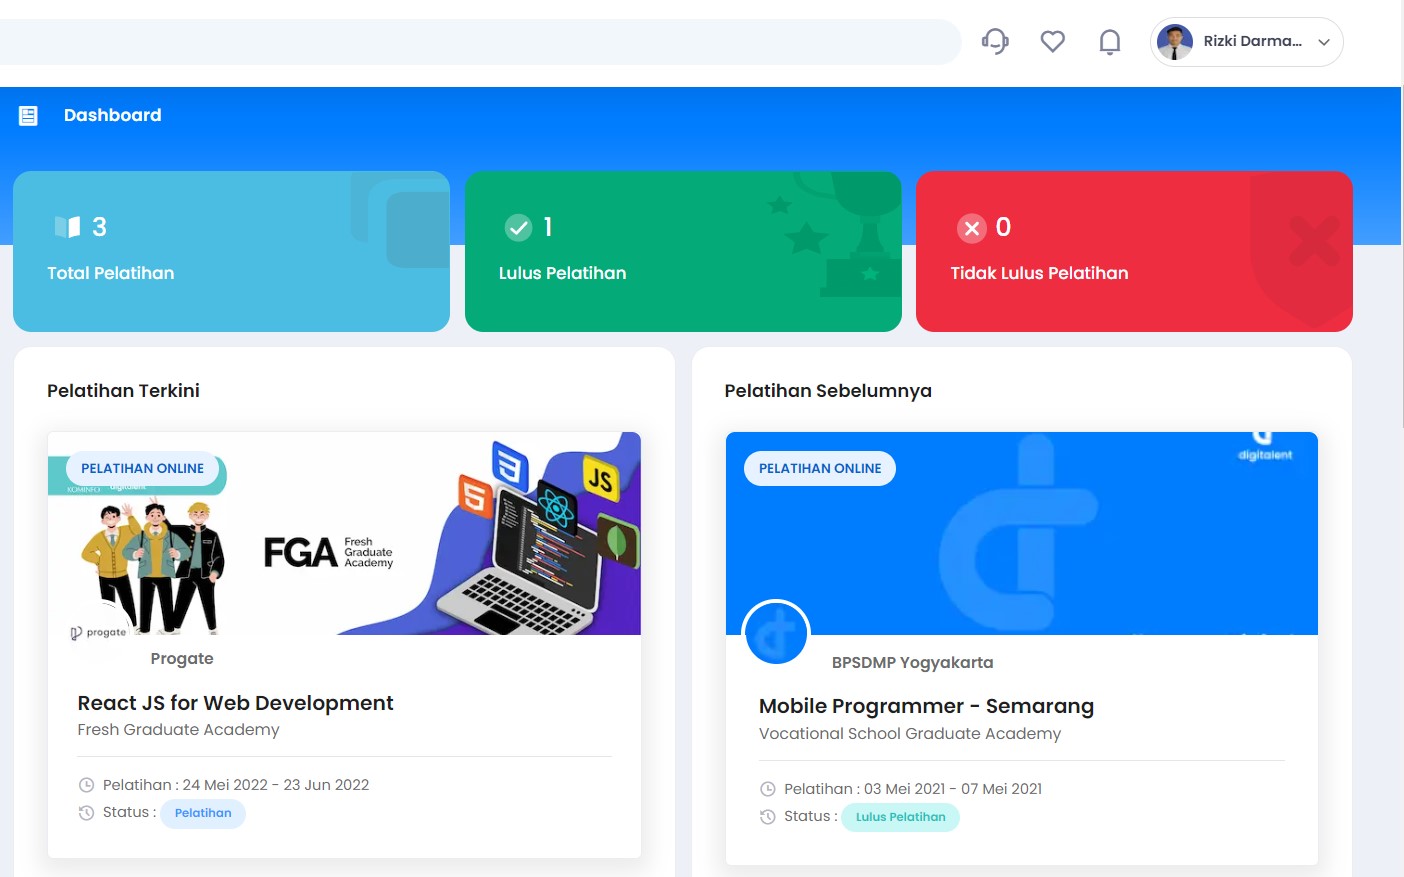 Rizki Darma...
Dashboard
3
Total Pelatihan
1
Lulus Pelatihan
0
Tidak Lulus Pelatihan
Pelatihan Terkini
PELATIHAN ONLINE
KOMINFO
digitalent
FGA Fresh
Graduate
Academy
JS
progate
Progate
React JS for Web Development
Fresh Graduate Academy
Pelatihan : 24 Mei 2022 - 23 Jun 2022
Status : Pelatihan
Pelatihan Sebelumnya
PELATIHAN ONLINE
digitalent
BPSDMP Yogyakarta
Mobile Programmer - Semarang
Vocational School Graduate Academy
Pelatihan : 03 Mei 2021 - 07 Mei 2021
Status : Lulus Pelatihan